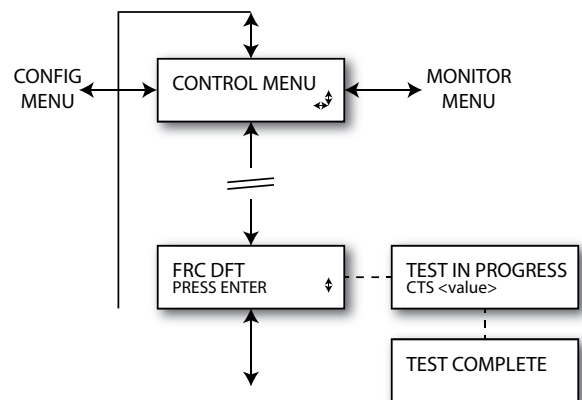 CONFIG
MENU
CONTROL MENU
MONITOR
MENU
FRC DFT
PRESS ENTER
TEST IN PROGRESS
CTS <value>
TEST COMPLETE